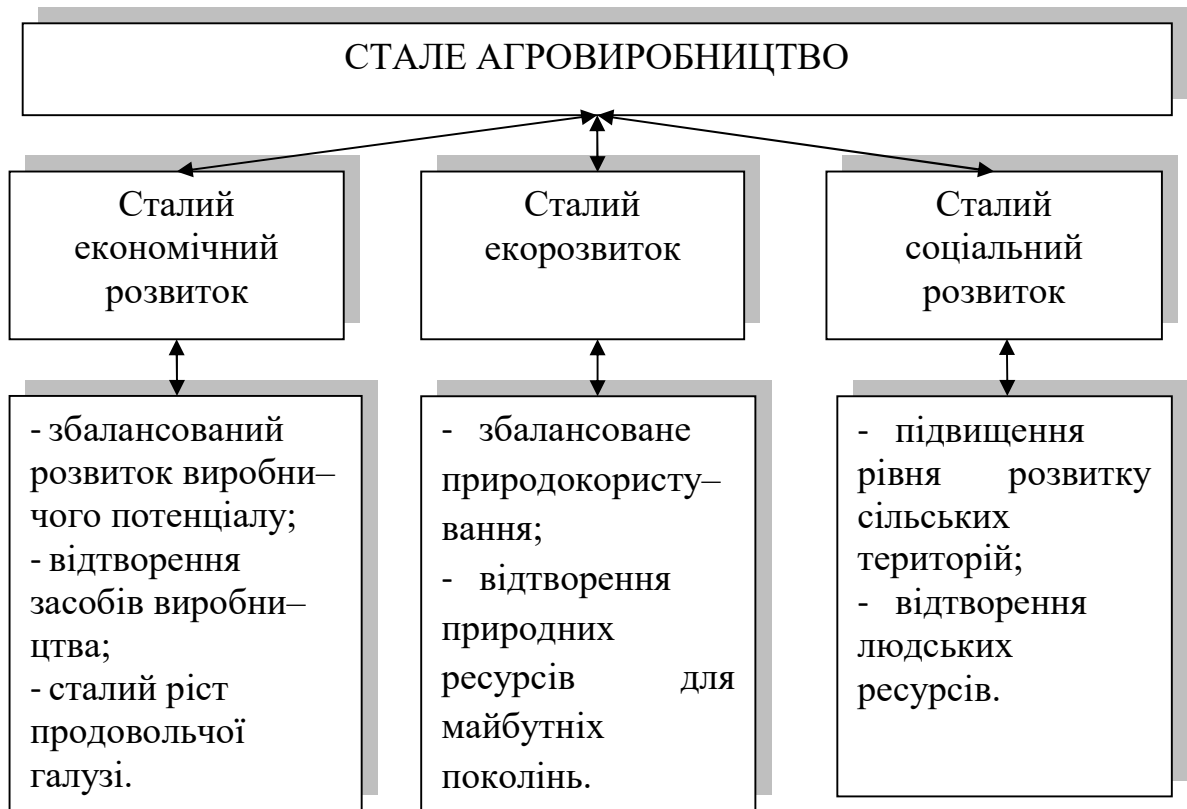 СТАЛЕ АГРОВИРОБНИЦТВО
Сталий
економічний
розвиток
Сталий
екорозвиток
Сталий
соціальний
розвиток
- збалансований
розвиток виробни–
чого потенціалу;
- відтворення
засобів виробни–
цтва;
- сталий ріст
продовольчої
галузі.
- збалансоване
природокористу–
вання;
- відтворення
природних
ресурсів для
майбутніх
поколінь.
- підвищення
рівня розвитку
сільських
територій;
- відтворення
людських
ресурсів.